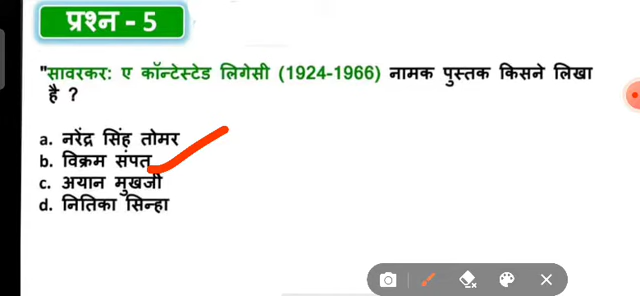 प्रश्न - 5
"सावरकर: ए कॉन्टेस्टेड लिगेसी (1924-1966) नामक पुस्तक किसने लिखा
है ?
a. नरेंद्र सिंह तोमर
b. विक्रम संपत
c. अयान मुखर्जी
d. नितिका सिन्हा